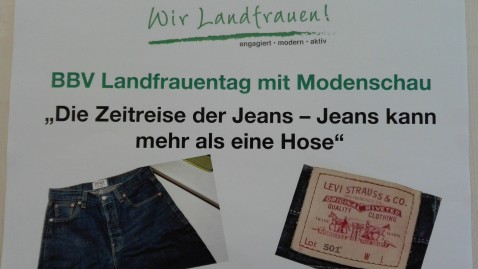 Wir Landfrauen!
engagiert • modern • aktiv
BBV Landfrauentag mit Modenschau
„Die Zeitreise der Jeans – Jeans kann
mehr als eine Hose“
LEVI STRAUSS & CO.
ORIGINAL RIVETED
QUALITY CLOTHING
Lot 501 W L